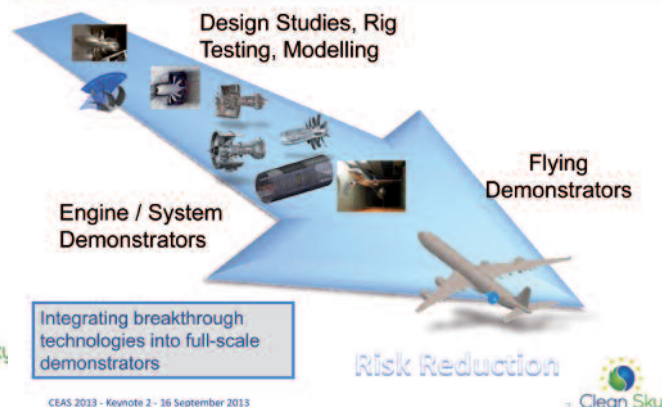 Design Studies, Rig
Testing, Modelling
Flying
Demonstrators
Engine / System
Demonstrators
Integrating breakthrough
technologies into full-scale
demonstrators
Risk Reduction
CEAS 2013 - Keynote 2 - 16 September 2013
Clean Sky